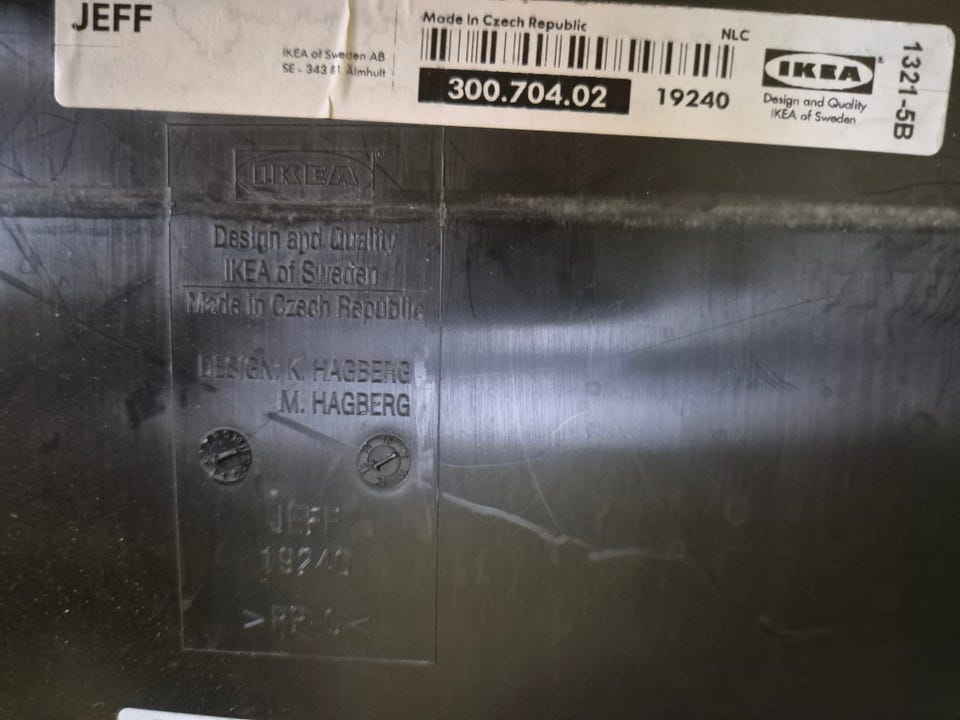 JEFF
IKEA of Sweden AB
SE - 343 81 Älmhult
Made in Czech Republic
NLC
300.704.02
19240
IKEA®
Design and Quality
IKEA of Sweden
1321-5B
IKEA®
Design and Quality
IKEA of Sweden
Made in Czech Republic
DESIGN: K. HAGBERG
M. HAGBERG
JEFF
19240